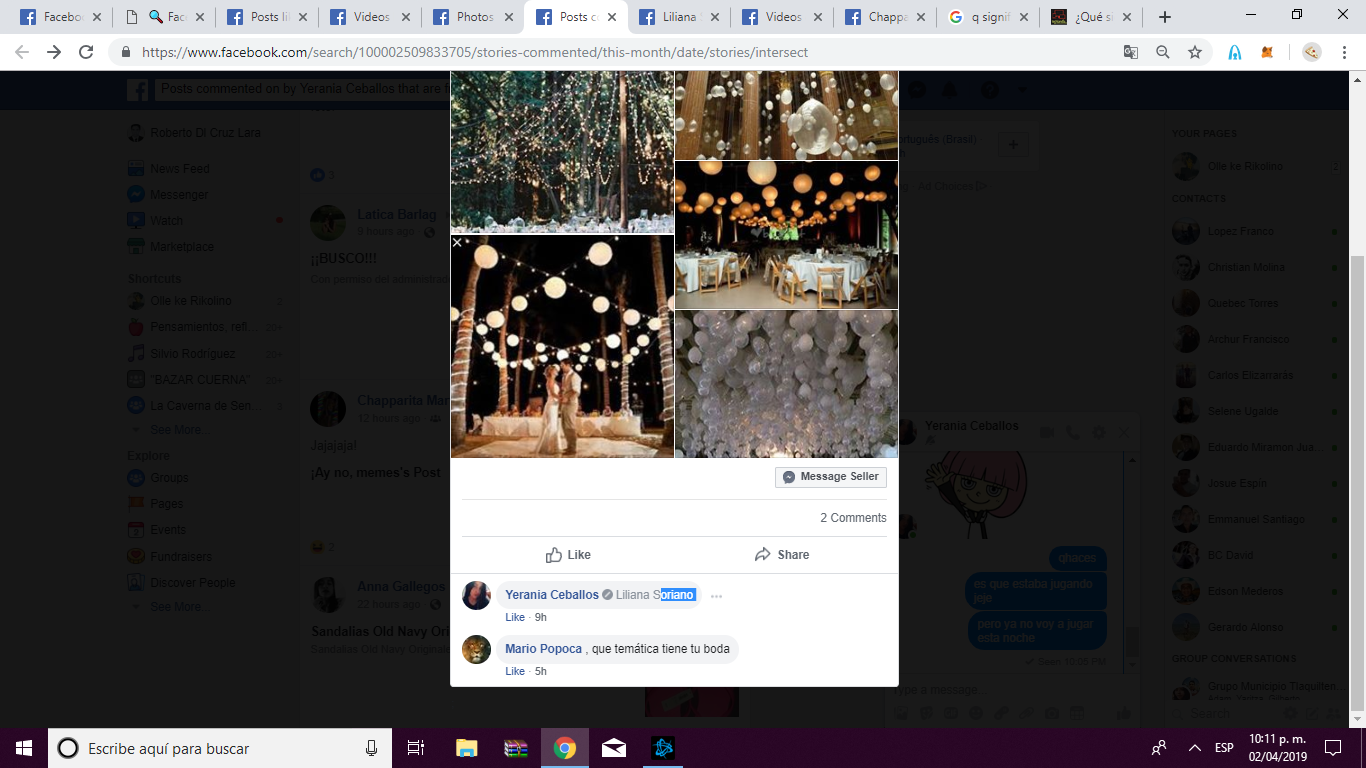 Facebo
Face
Posts li
Videos
Photos
Posts co
Liliana S
Videos
Chappa
q signif
¿Qué si
https://www.facebook.com/search/100002509833705/stories-commented/this-month/date/stories/intersect
Posts commented on by Yerania Ceballos that are f
Roberto Di Cruz Lara
News Feed
Messenger
Watch
Marketplace
Shortcuts
Olle ke Rikolino 2
Pensamientos, refl... 20+
Silvio Rodríguez 20+
"BAZAR CUERNA" 20+
La Caverna de Sen...
See More...
Explore
Groups
Pages
Events
Fundraisers
Discover People
See More...
3
Latica Barlag
8 hours ago
¡¡BUSCO!!!
Con permiso del administrad
Chapparita Mar
12 hours ago
Jajajaja!
¡Ay no, memes's Post
2
Anna Gallegos
22 hours ago
Sandalias Old Navy Ori
Sandalias Old Navy Originale
Message Seller
2 Comments
Like
Share
Yerania Ceballos Liliana Soriano
Like · 9h
Mario Popoca , que temática tiene tu boda
Like · 5h
ortuguês (Brasil)
Ad Choices
Yerania Ceballos
qhaces
es que estaba jugando
jeje
pero ya no voy a jugar
esta noche
Seen 10:05 PM
Type a message...
YOUR PAGES
Olle ke Rikolino 2
CONTACTS
Lopez Franco
Christian Molina
Quebec Torres
Archur Francisco
Carlos Elizarrarás
Selene Ugalde
Eduardo Miramon Jua...
Josue Espin
Emmanuel Santiago
BC David
Edson Mederos
Gerardo Alonso
GROUP CONVERSATIONS
Grupo Municipio Tlaquilten...
Search
Escribe aquí para buscar
ESP
10:11 p. m.
02/04/2019